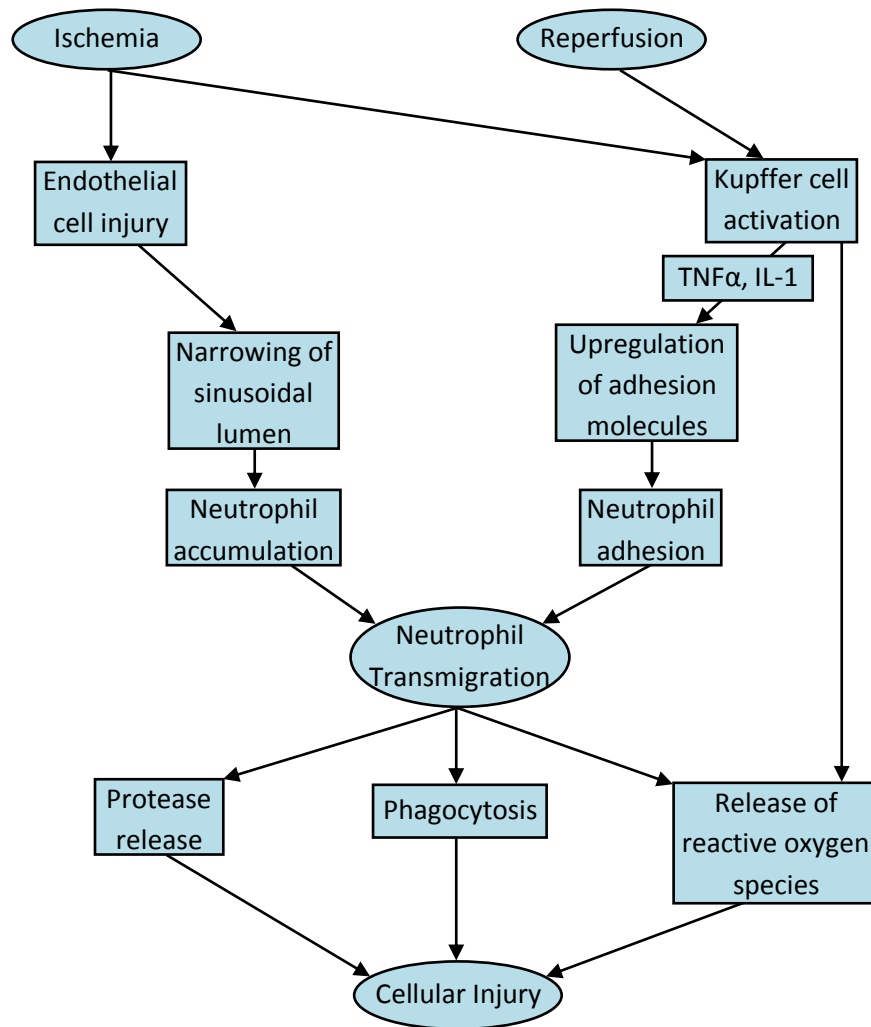 Ischemia
Reperfusion
Endothelial
cell injury
Kupffer cell
activation
TNFα, IL-1
Narrowing of
sinusoidal
lumen
Upregulation
of adhesion
molecules
Neutrophil
accumulation
Neutrophil
adhesion
Neutrophil
Transmigration
Protease
release
Phagocytosis
Release of
reactive oxygen
species
Cellular Injury